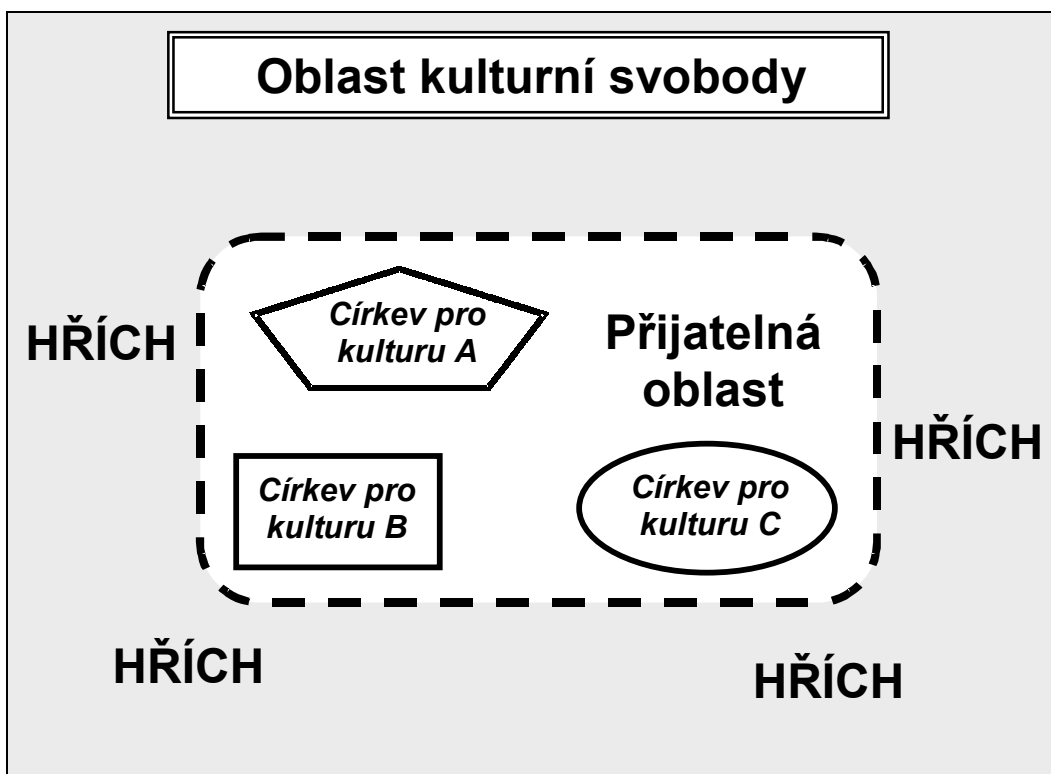 Oblast kulturní svobody
Církev pro
kulturu A
Přijatelná
oblast
HŘÍCH
HŘÍCH
Církev pro
kulturu B
Církev pro
kulturu C
HŘÍCH
HŘÍCH